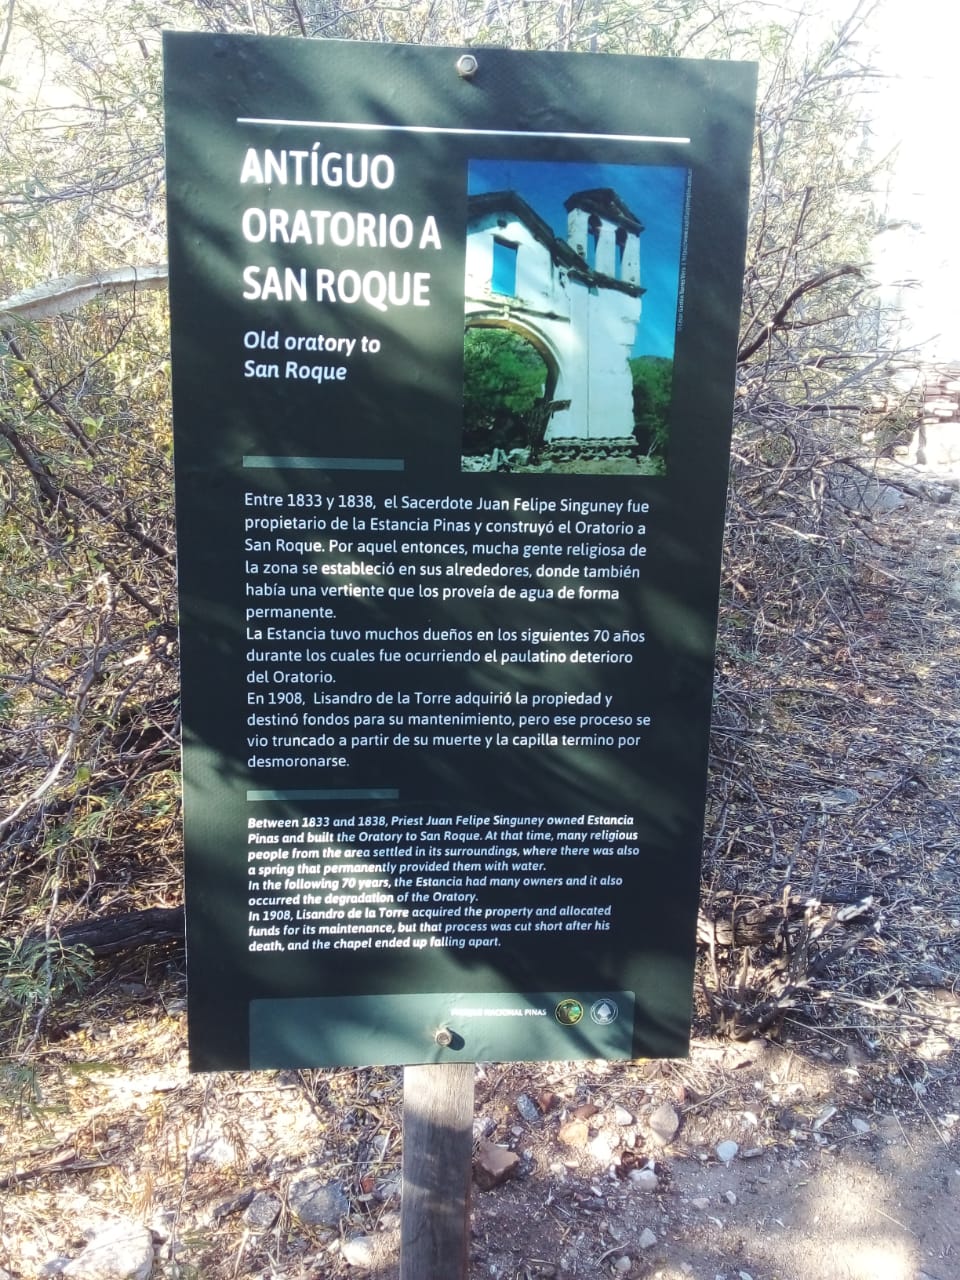 ANTÍGUO
ORATORIO A
SAN ROQUE
Old oratory to
San Roque
Entre 1833 y 1838, el Sacerdote Juan Felipe Singuney fue
propietario de la Estancia Pinas y construyó el Oratorio a
San Roque. Por aquel entonces, mucha gente religiosa de
la zona se estableció en sus alrededores, donde también
había una vertiente que los proveía de agua de forma
permanente.
La Estancia tuvo muchos dueños en los siguientes 70 años
durante los cuales fue ocurriendo el paulatino deterioro
del Oratorio.
En 1908, Lisandro de la Torre adquirió la propiedad y
destinó fondos para su mantenimiento, pero ese proceso se
vio truncado a partir de su muerte y la capilla termino por
desmoronarse.
Between 1833 and 1838, Priest Juan Felipe Singuney owned Estancia
Pinas and built the Oratory to San Roque. At that time, many religious
people from the area settled in its surroundings, where there was also
a spring that permanently provided them with water.
In the following 70 years, the Estancia had many owners and it also
occurred the degradation of the Oratory.
In 1908, Lisandro de la Torre acquired the property and allocated
funds for its maintenance, but that process was cut short after his
death, and the chapel ended up falling apart.
PARQUE NACIONAL PINAS